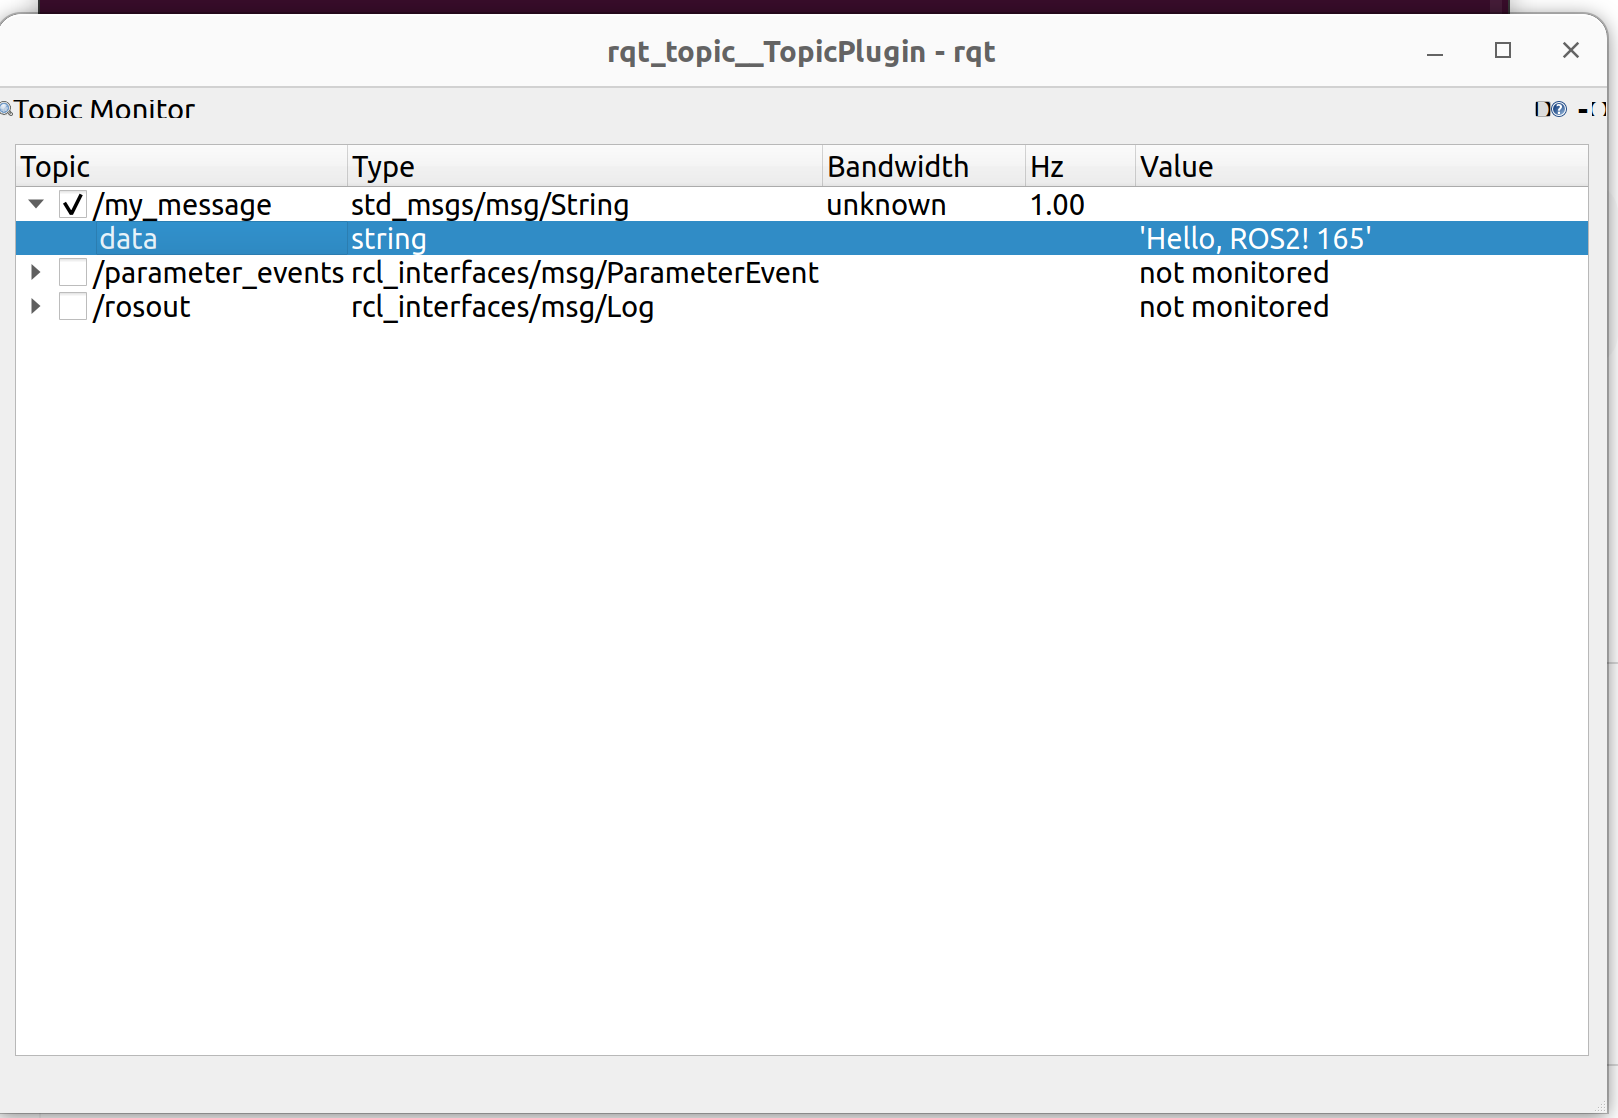 rqt_topic__TopicPlugin - rqt
Topic Monitor
Topic Type Bandwidth Hz Value
/my_message std_msgs/msg/String unknown 1.00
data string 'Hello, ROS2! 165'
/parameter_events rcl_interfaces/msg/ParameterEvent not monitored
/rosout rcl_interfaces/msg/Log not monitored